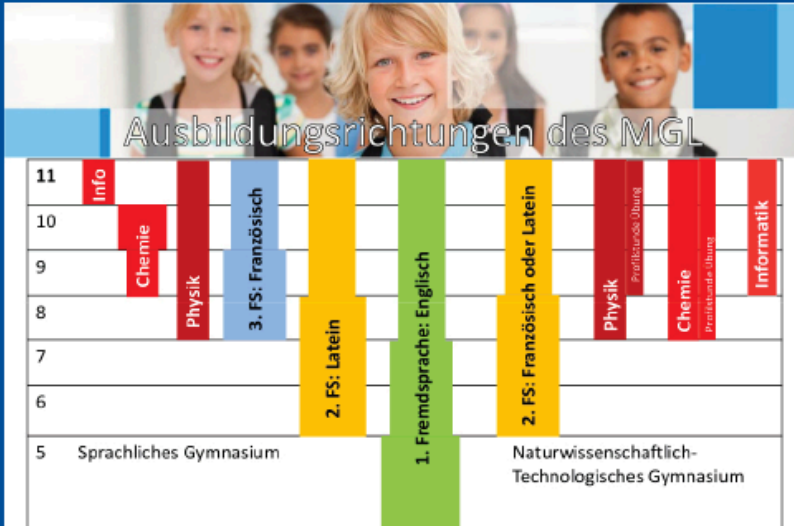 Ausbildungsrichtungen des MGL
11
10
9
8
7
6
5
Info
Chemie
Physik
3. FS: Französisch
2. FS: Latein
1. Fremdsprache: Englisch
2. FS: Französisch oder Latein
Physik
Profilstunde Übung
Chemie
Profilstunde Übung
Informatik
Sprachliches Gymnasium
Naturwissenschaftlich-
Technologisches Gymnasium